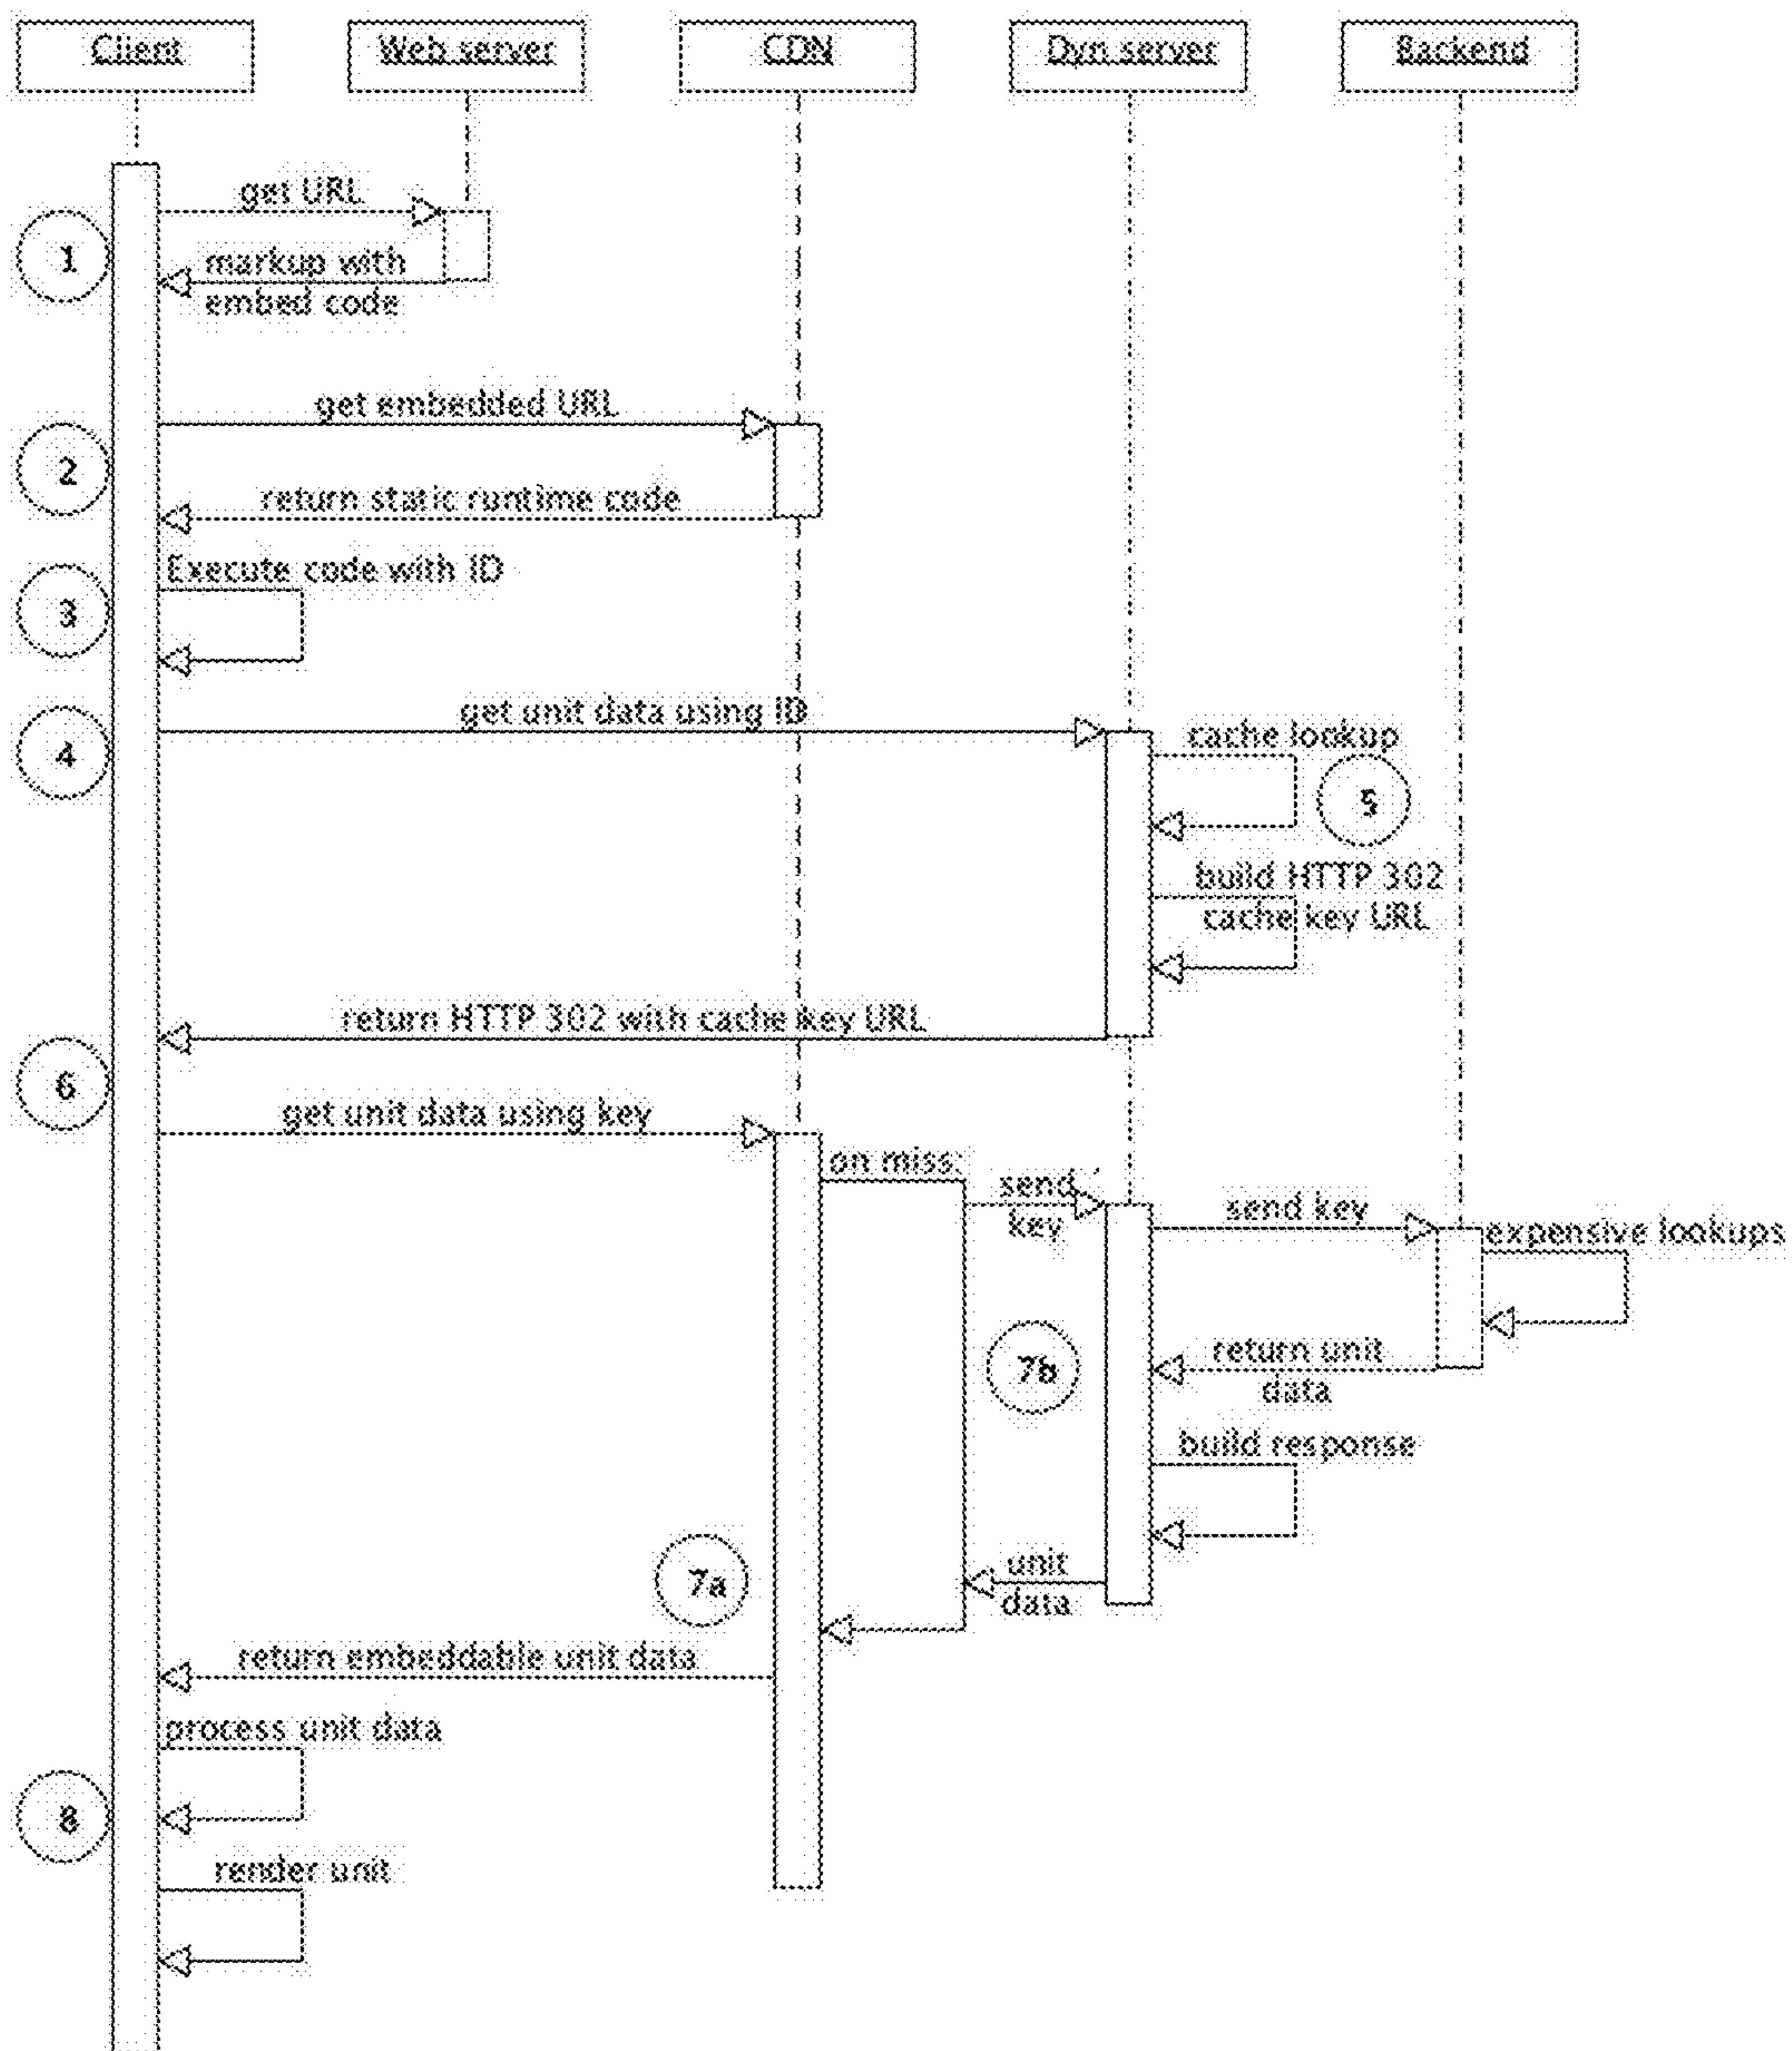 Client
Web server
CDN
Dyn server
Backend
get URL
1
markup with
embed code
get embedded URL
2
return static runtime code
Execute code with ID
3
get unit data using ID
4
cache lookup
5
build HTTP 302
cache key URL
return HTTP 302 with cache key URL
6
get unit data using key
on miss:
send
key
send key
expensive lookups
7b
return unit
data
build response
7a
unit
data
return embeddable unit data
process unit data
8
render unit